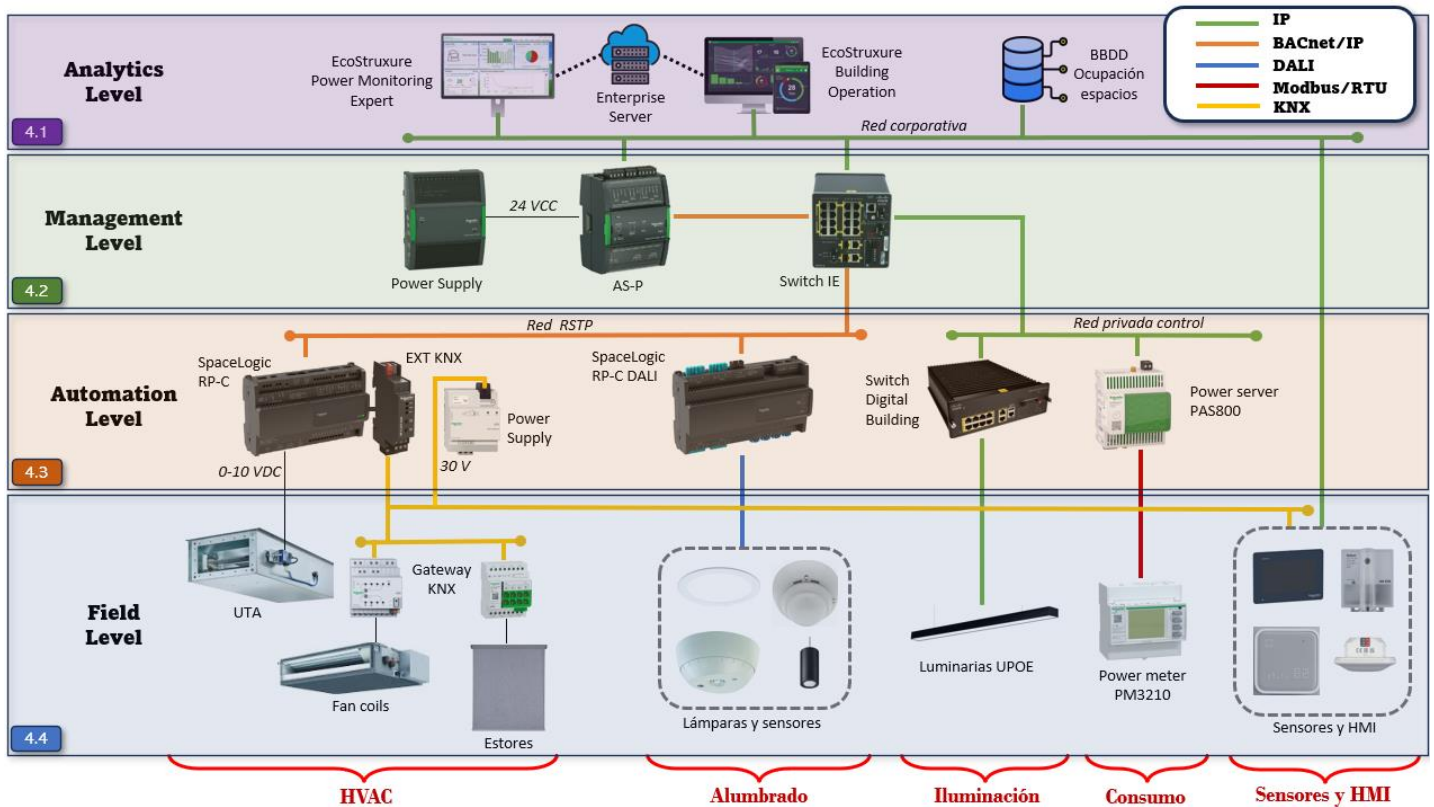 IP
BACnet/IP
DALI
Modbus/RTU
KNX
Analytics
Level
4.1
EcoStruxure
Power Monitoring
Expert
Enterprise
Server
EcoStruxure
Building
Operation
BBDD
Ocupación
espacios
Red corporativa
Management
Level
4.2
24 VCC
Power Supply
AS-P
Switch IE
Automation
Level
4.3
Red RSTP
Red privada control
SpaceLogic
RP-C
EXT KNX
Power
Supply
SpaceLogic
RP-C DALI
Switch
Digital
Building
Power server
PAS800
0-10 VDC
30 V
Field
Level
4.4
UTA
Gateway
KNX
Fan coils
Estores
Lámparas y sensores
Luminarias UPOE
Power meter
PM3210
Sensores y HMI
HVAC
Alumbrado
Iluminación
Consumo
Sensores y HMI